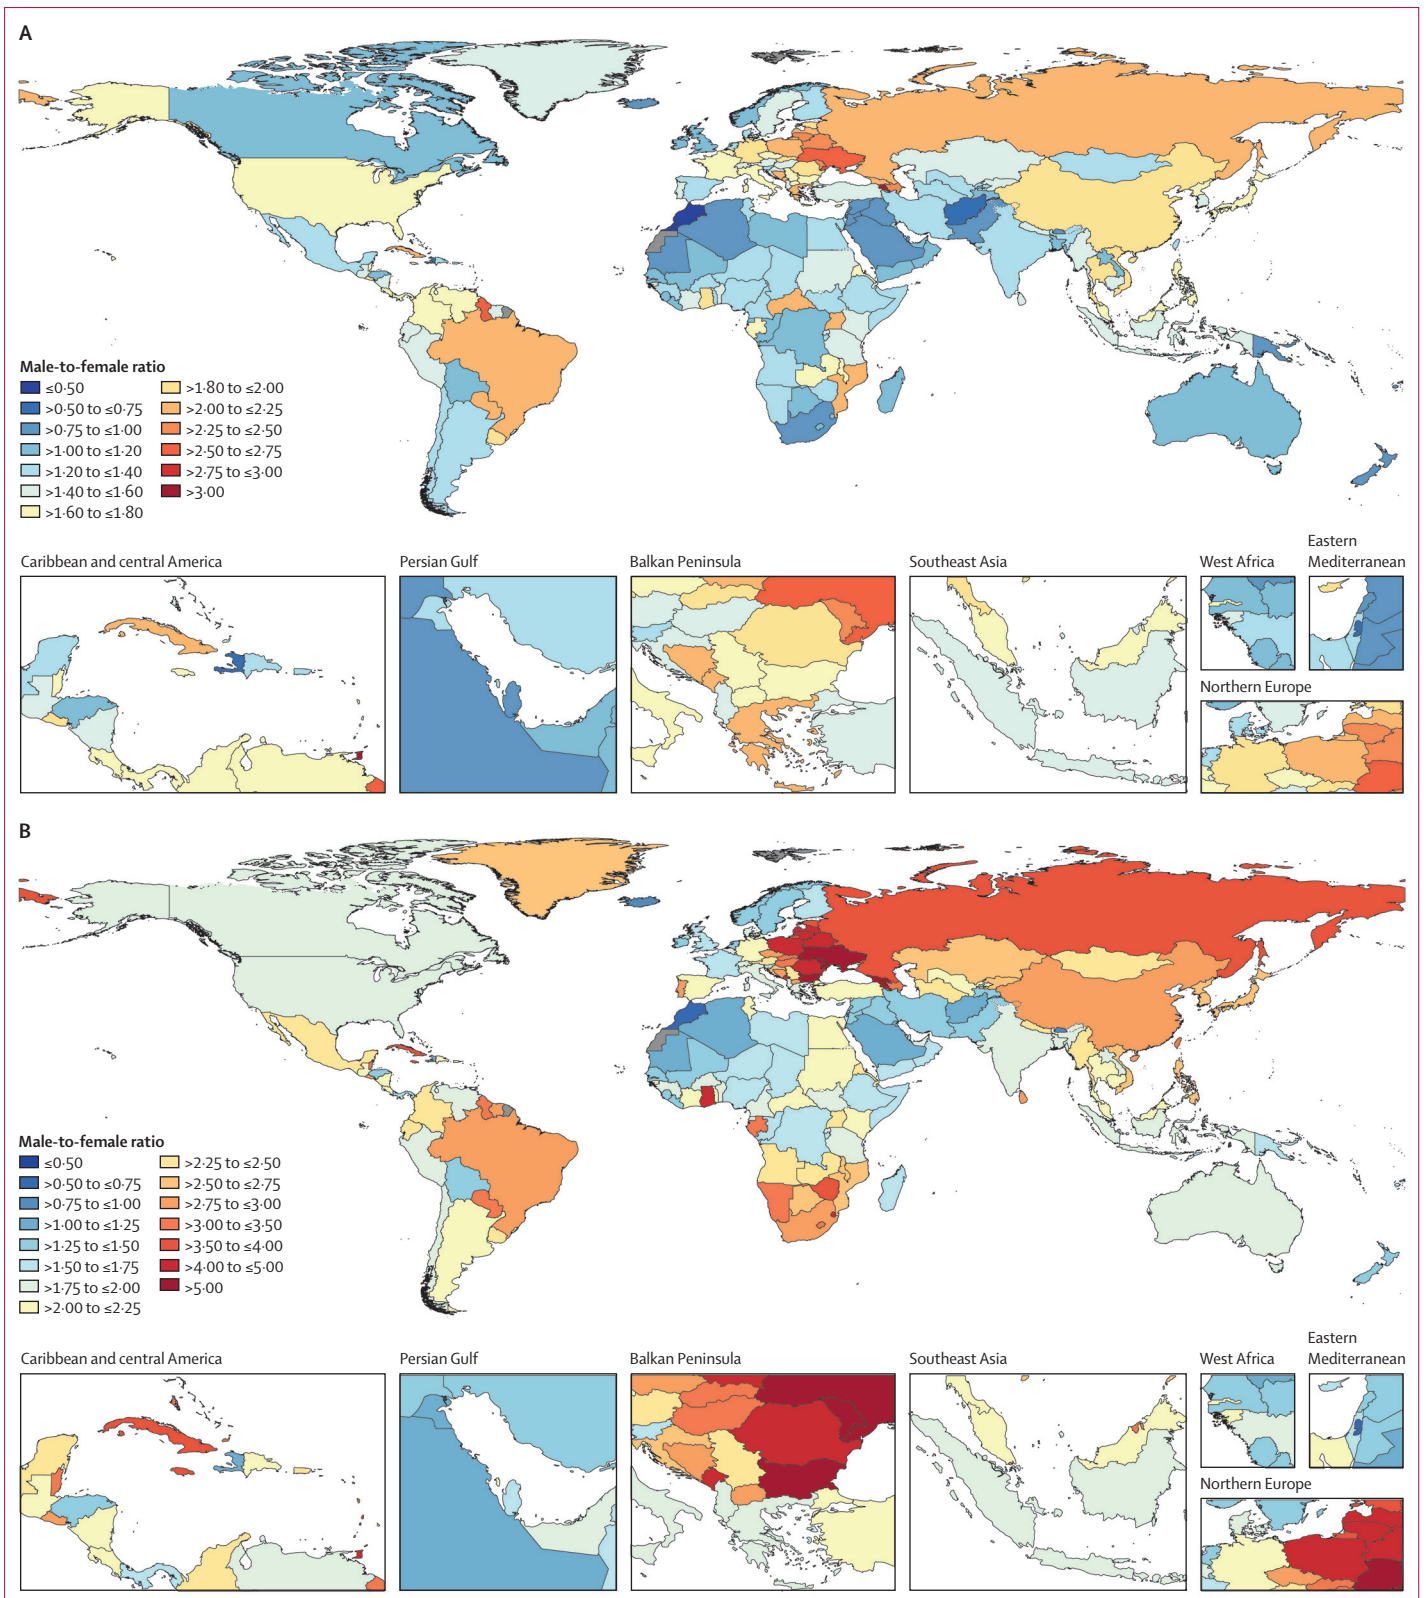 A
Male-to-female ratio
≤0·50
>0·50 to ≤0·75
>0·75 to ≤1·00
>1·00 to ≤1·20
>1·20 to ≤1·40
>1·40 to ≤1·60
>1·60 to ≤1·80
>1·80 to ≤2·00
>2·00 to ≤2·25
>2·25 to ≤2·50
>2·50 to ≤2·75
>2·75 to ≤3·00
>3·00
Caribbean and central America
Persian Gulf
Balkan Peninsula
Southeast Asia
West Africa
Eastern
Mediterranean
Northern Europe
B
Male-to-female ratio
≤0·50
>0·50 to ≤0·75
>0·75 to ≤1·00
>1·00 to ≤1·25
>1·25 to ≤1·50
>1·50 to ≤1·75
>1·75 to ≤2·00
>2·00 to ≤2·25
>2·25 to ≤2·50
>2·50 to ≤2·75
>2·75 to ≤3·00
>3·00 to ≤3·50
>3·50 to ≤4·00
>4·00 to ≤5·00
>5·00
Caribbean and central America
Persian Gulf
Balkan Peninsula
Southeast Asia
West Africa
Eastern
Mediterranean
Northern Europe